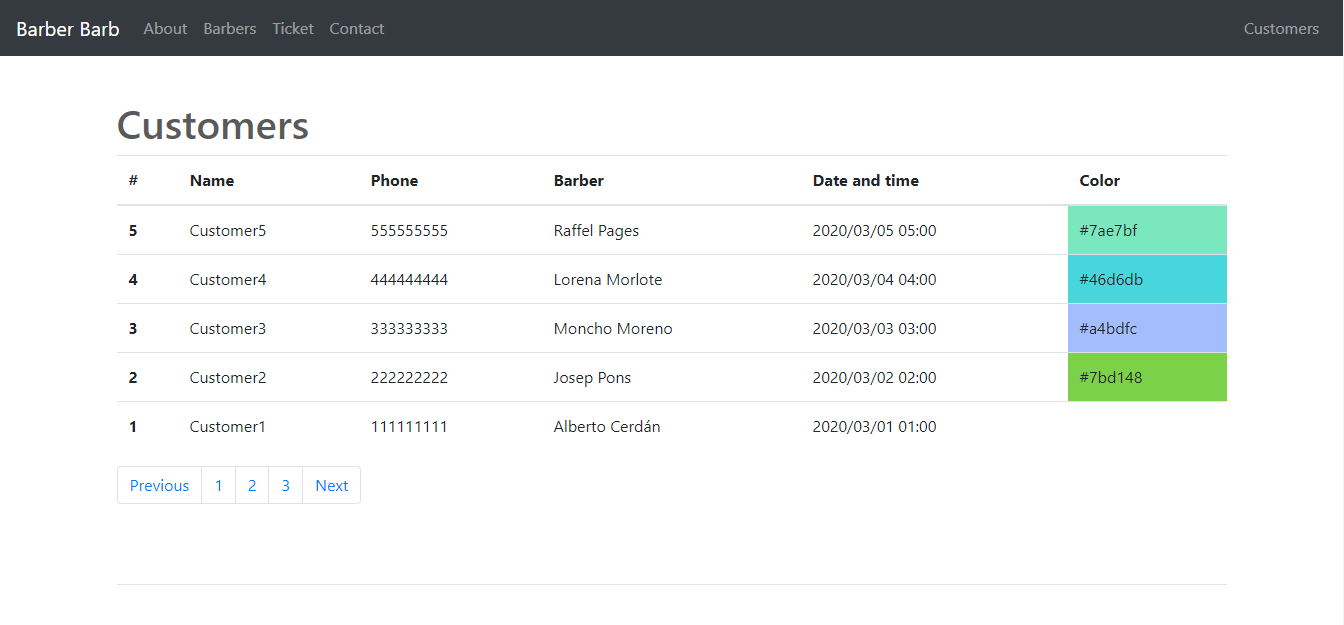 Barber Barb About Barbers Ticket Contact Customers
Customers
# Name Phone Barber Date and time Color
5 Customer5 555555555 Raffel Pages 2020/03/05 05:00 #7ae7bf
4 Customer4 444444444 Lorena Morlote 2020/03/04 04:00 #46d6db
3 Customer3 333333333 Moncho Moreno 2020/03/03 03:00 #a4bdfc
2 Customer2 222222222 Josep Pons 2020/03/02 02:00 #7bd148
1 Customer1 111111111 Alberto Cerdán 2020/03/01 01:00
Previous 1 2 3 Next